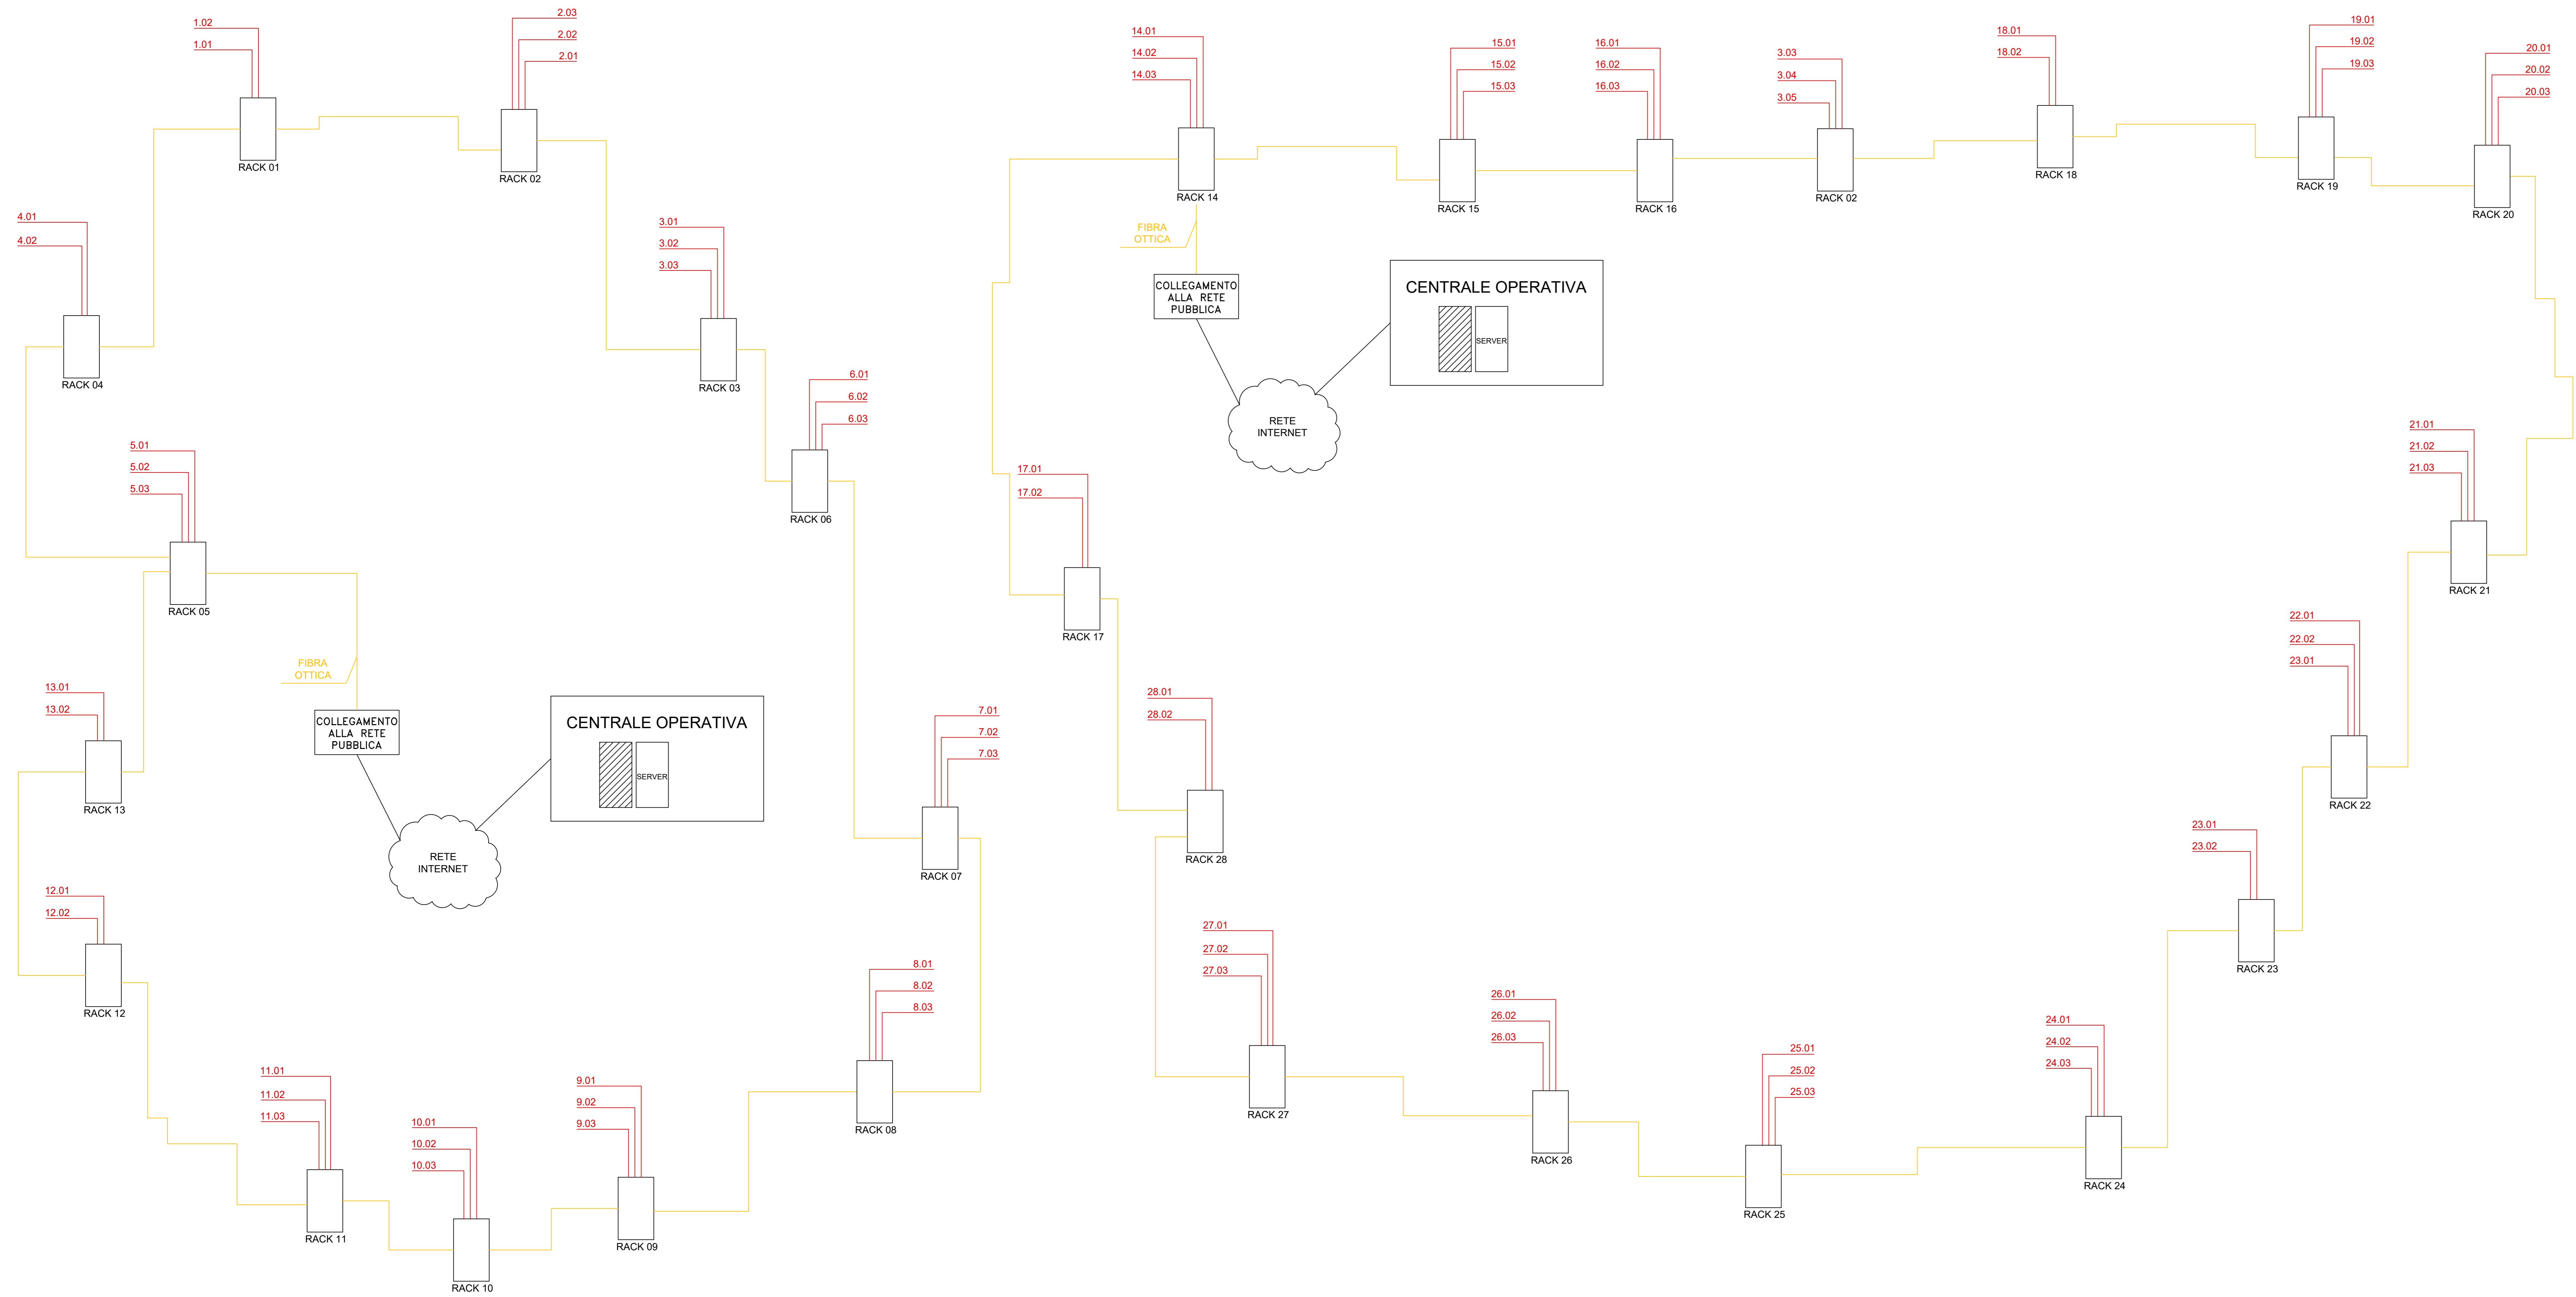 1.02
1.01
RACK 01
2.03
2.02
2.01
RACK 02
4.01
4.02
RACK 04
3.01
3.02
3.03
RACK 03
6.01
6.02
6.03
RACK 06
5.01
5.02
5.03
RACK 05
FIBRA
OTTICA
COLLEGAMENTO
ALLA RETE
PUBBLICA
CENTRALE OPERATIVA
SERVER
RETE
INTERNET
13.01
13.02
RACK 13
7.01
7.02
7.03
RACK 07
12.01
12.02
RACK 12
8.01
8.02
8.03
RACK 08
11.01
11.02
11.03
RACK 11
10.01
10.02
10.03
RACK 10
9.01
9.02
9.03
RACK 09
14.01
14.02
14.03
RACK 14
15.01
15.02
15.03
RACK 15
16.01
16.02
16.03
RACK 16
3.03
3.04
3.05
RACK 02
18.01
18.02
RACK 18
19.01
19.02
19.03
RACK 19
20.01
20.02
20.03
RACK 20
FIBRA
OTTICA
COLLEGAMENTO
ALLA RETE
PUBBLICA
CENTRALE OPERATIVA
SERVER
RETE
INTERNET
17.01
17.02
RACK 17
21.01
21.02
21.03
RACK 21
28.01
28.02
RACK 28
22.01
22.02
23.01
RACK 22
23.01
23.02
RACK 23
27.01
27.02
27.03
RACK 27
26.01
26.02
26.03
RACK 26
25.01
25.02
25.03
RACK 25
24.01
24.02
24.03
RACK 24